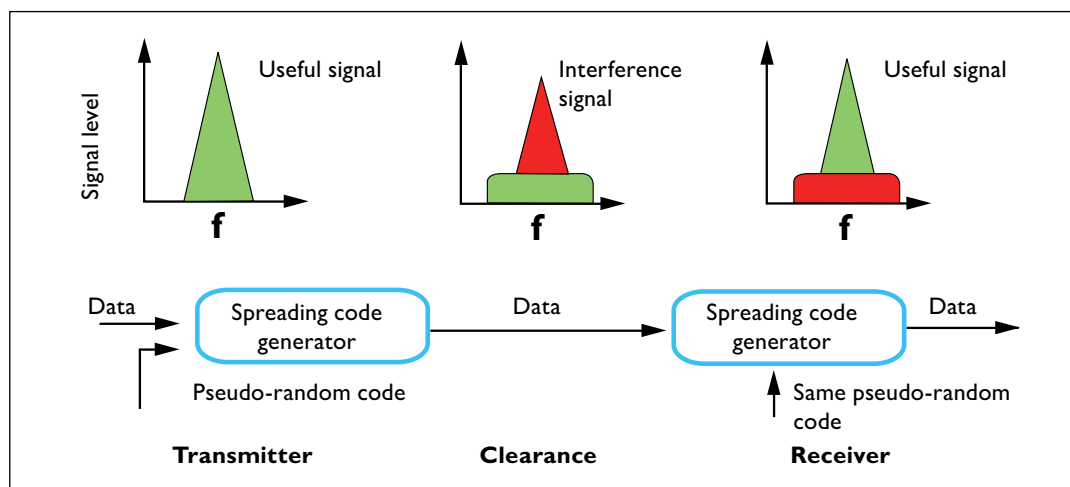 Useful signal
Interference
signal
Useful signal
Signal level
f
f
f
Data
Spreading code
generator
Data
Spreading code
generator
Data
Pseudo-random code
Same pseudo-random
code
Transmitter
Clearance
Receiver